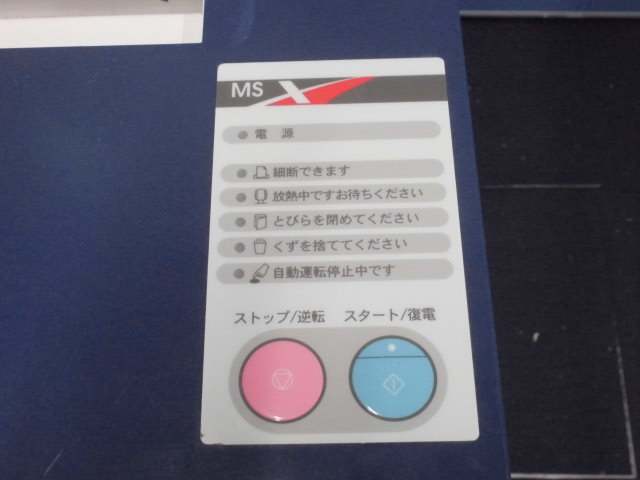 MS X
電源
細断できます
放熱中ですお待ちください
とびらを閉めてください
くずを捨ててください
自動運転停止中です
ストップ/逆転 スタート/復電